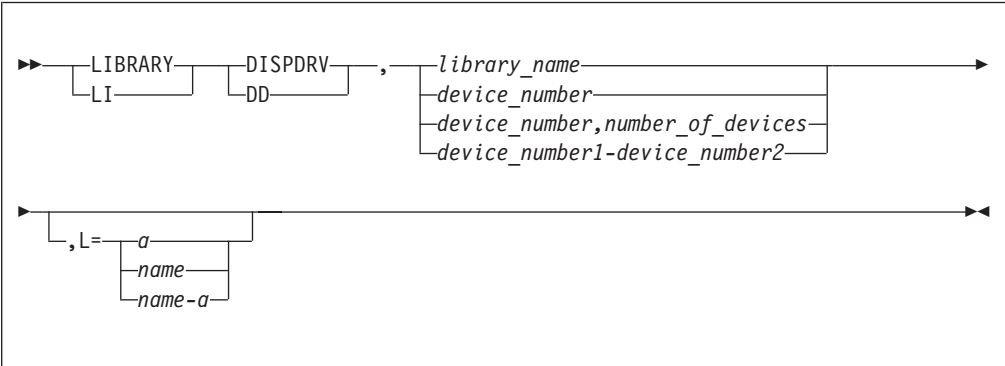 LIBRARY DISPDRV , library_name
LI DD device_number
device_number,number_of_devices
device_number1-device_number2
,L= a
name
name-a